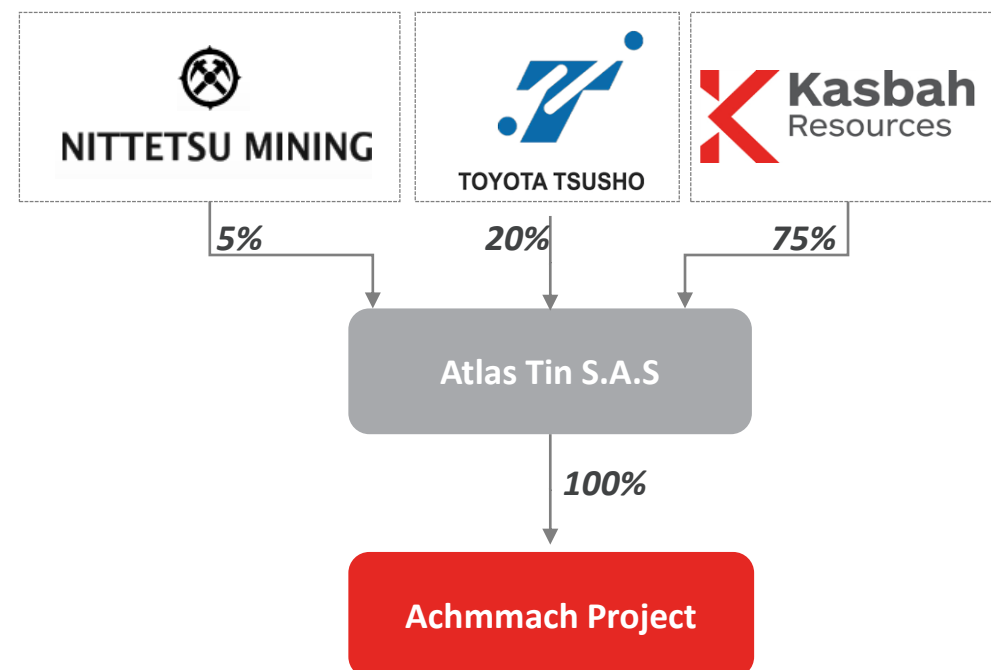 NITTETSU MINING
TOYOTA TSUSHO
Kasbah
Resources
5%
20%
75%
Atlas Tin S.A.S
100%
Achmmach Project